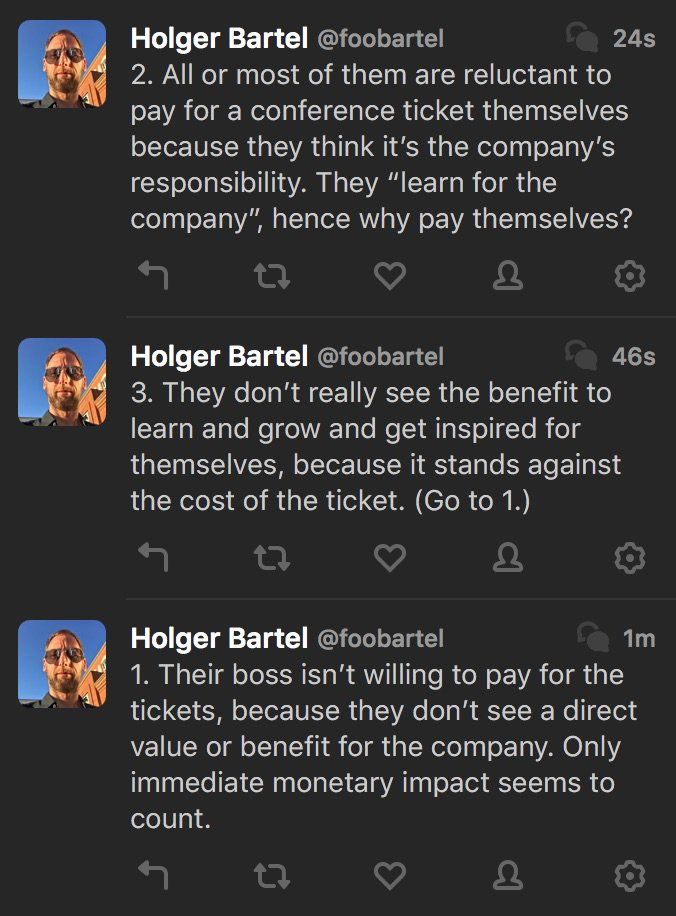 Holger Bartel @foobartel 24s
2. All or most of them are reluctant to
pay for a conference ticket themselves
because they think it’s the company’s
responsibility. They “learn for the
company”, hence why pay themselves?
Holger Bartel @foobartel 46s
3. They don’t really see the benefit to
learn and grow and get inspired for
themselves, because it stands against
the cost of the ticket. (Go to 1.)
Holger Bartel @foobartel 1m
1. Their boss isn’t willing to pay for the
tickets, because they don’t see a direct
value or benefit for the company. Only
immediate monetary impact seems to
count.